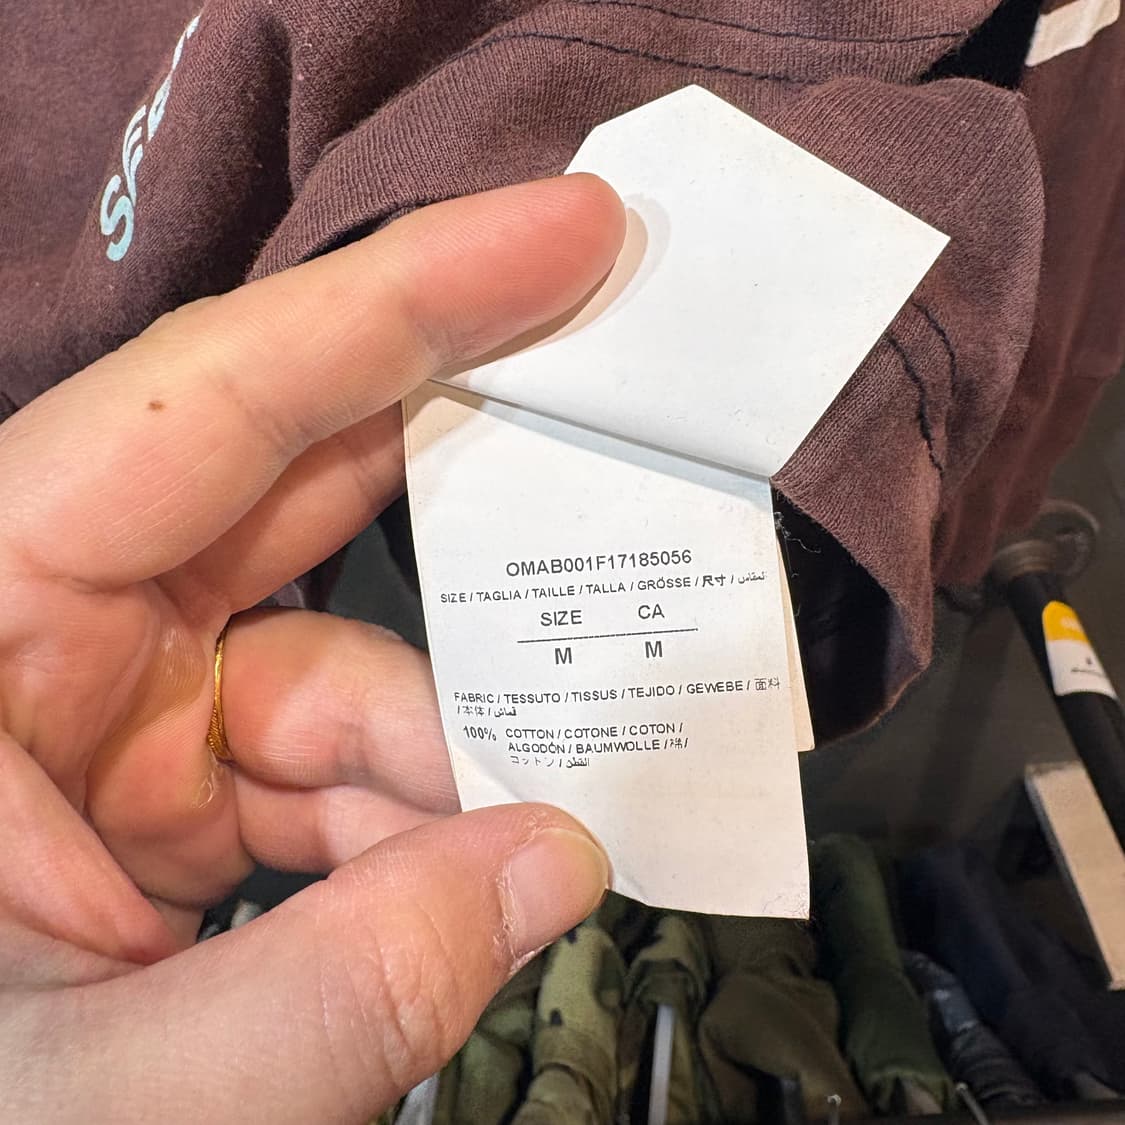 OMAB001F17185056
SIZE / TAGLIA / TAILLE / TALLA / GRÖSSE / 尺寸 / المقاس
SIZE CA
M M
FABRIC / TESSUTO / TISSUS / TEJIDO / GEWEBE / 面料
/ 本体 / قماش
100% COTTON / COTONE / COTON /
ALGODÓN / BAUMWOLLE / 棉 /
コットン / القطن